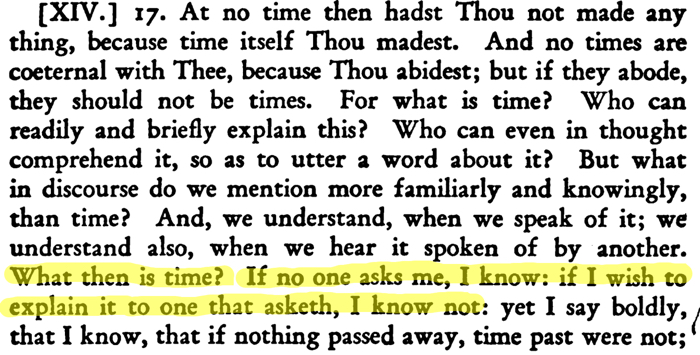 [XIV.] 17. At no time then hadst Thou not made any
thing, because time itself Thou madest. And no times are
coeternal with Thee, because Thou abidest; but if they abode,
they should not be times. For what is time? Who can
readily and briefly explain this? Who can even in thought
comprehend it, so as to utter a word about it? But what
in discourse do we mention more familiarly and knowingly,
than time? And, we understand, when we speak of it; we
understand also, when we hear it spoken of by another.
What then is time? If no one asks me, I know: if I wish to
explain it to one that asketh, I know not: yet I say boldly,
that I know, that if nothing passed away, time past were not;